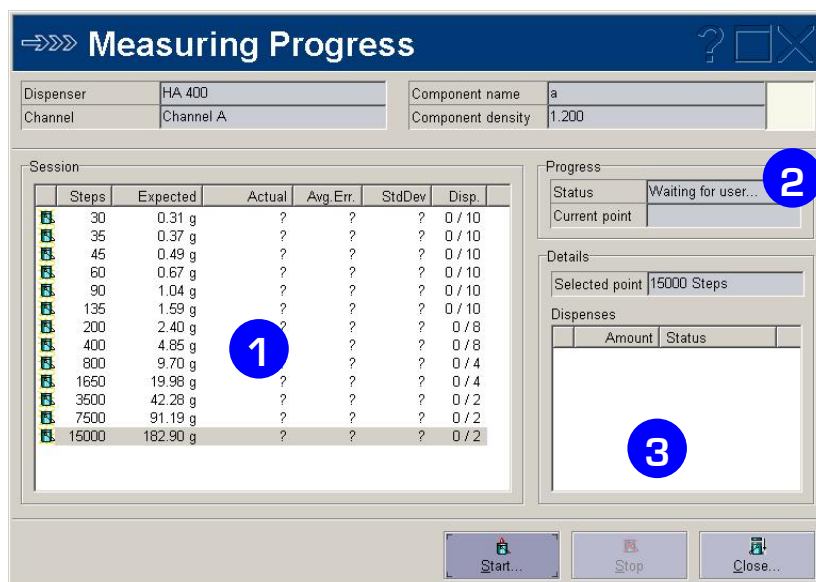 Measuring Progress
Dispenser HA 400 Component name a
Channel Channel A Component density 1.200
Session
Steps Expected Actual Avg.Err. StdDev Disp.
30 0.31 g ? ? ? 0 / 10
35 0.37 g ? ? ? 0 / 10
45 0.49 g ? ? ? 0 / 10
60 0.67 g ? ? ? 0 / 10
90 1.04 g ? ? ? 0 / 10
135 1.59 g ? ? ? 0 / 10
200 2.40 g ? ? ? 0 / 8
400 4.85 g ? ? 0 / 8
800 9.70 g ? ? 0 / 4
1650 19.98 g ? ? ? 0 / 4
3500 42.28 g ? ? ? 0 / 2
7500 91.19 g ? ? ? 0 / 2
15000 182.90 g ? ? ? 0 / 2
1
Progress
Status Waiting for user...
Current point
2
Details
Selected point 15000 Steps
Dispenses
Amount Status
3
Start...
Stop
Close...